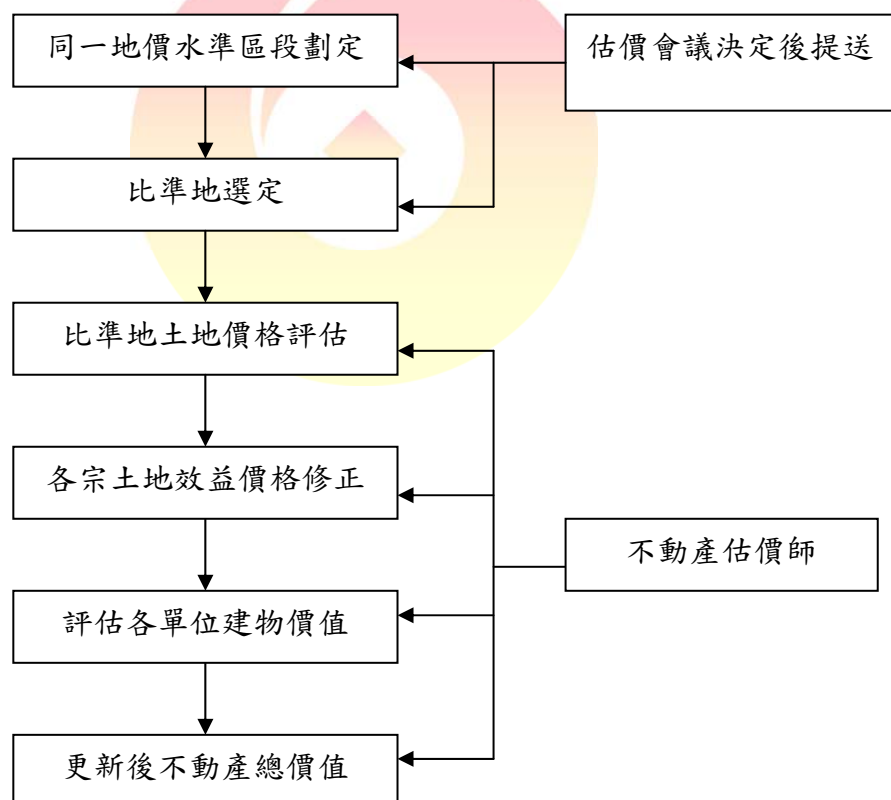 同一地價水準區段劃定
估價會議決定後提送
比準地選定
比準地土地價格評估
各宗土地效益價格修正
不動產估價師
評估各單位建物價值
更新後不動產總價值